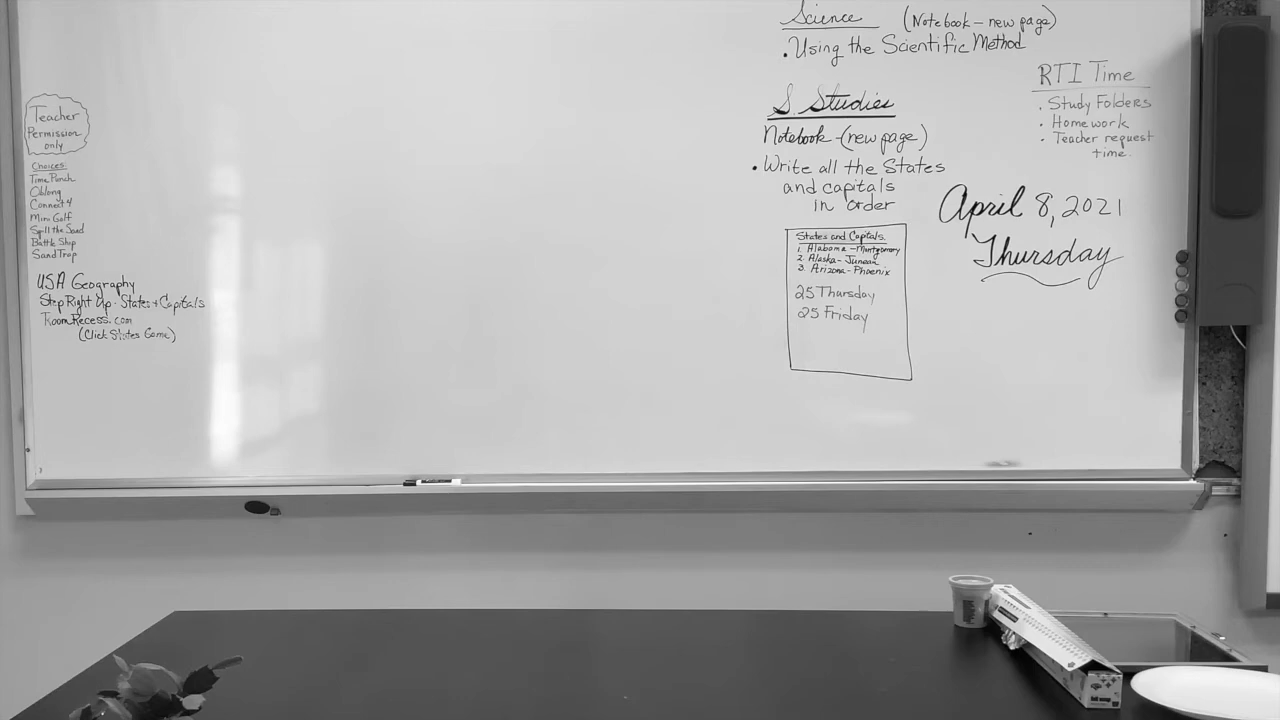 Teacher
Permission
only
Choices:
Time Punch
Oblong
Connect 4
Mini Golf
Spill the Seed
Battle Ship
Sand Trap
USA Geography
Step Right Up - States + Capitals
RoomRecess.com
(Click States Game)
Science (Notebook - new page)
• Using the Scientific Method
S. Studies
Notebook - (new page)
• Write all the States
and capitals
in order
States and Capitals.
1. Alabama - Montgomery
2. Alaska - Juneau
3. Arizona - Phoenix
25 Thursday
25 Friday
RTI Time
• Study Folders
• Homework
• Teacher request
time.
April 8, 2021
Thursday